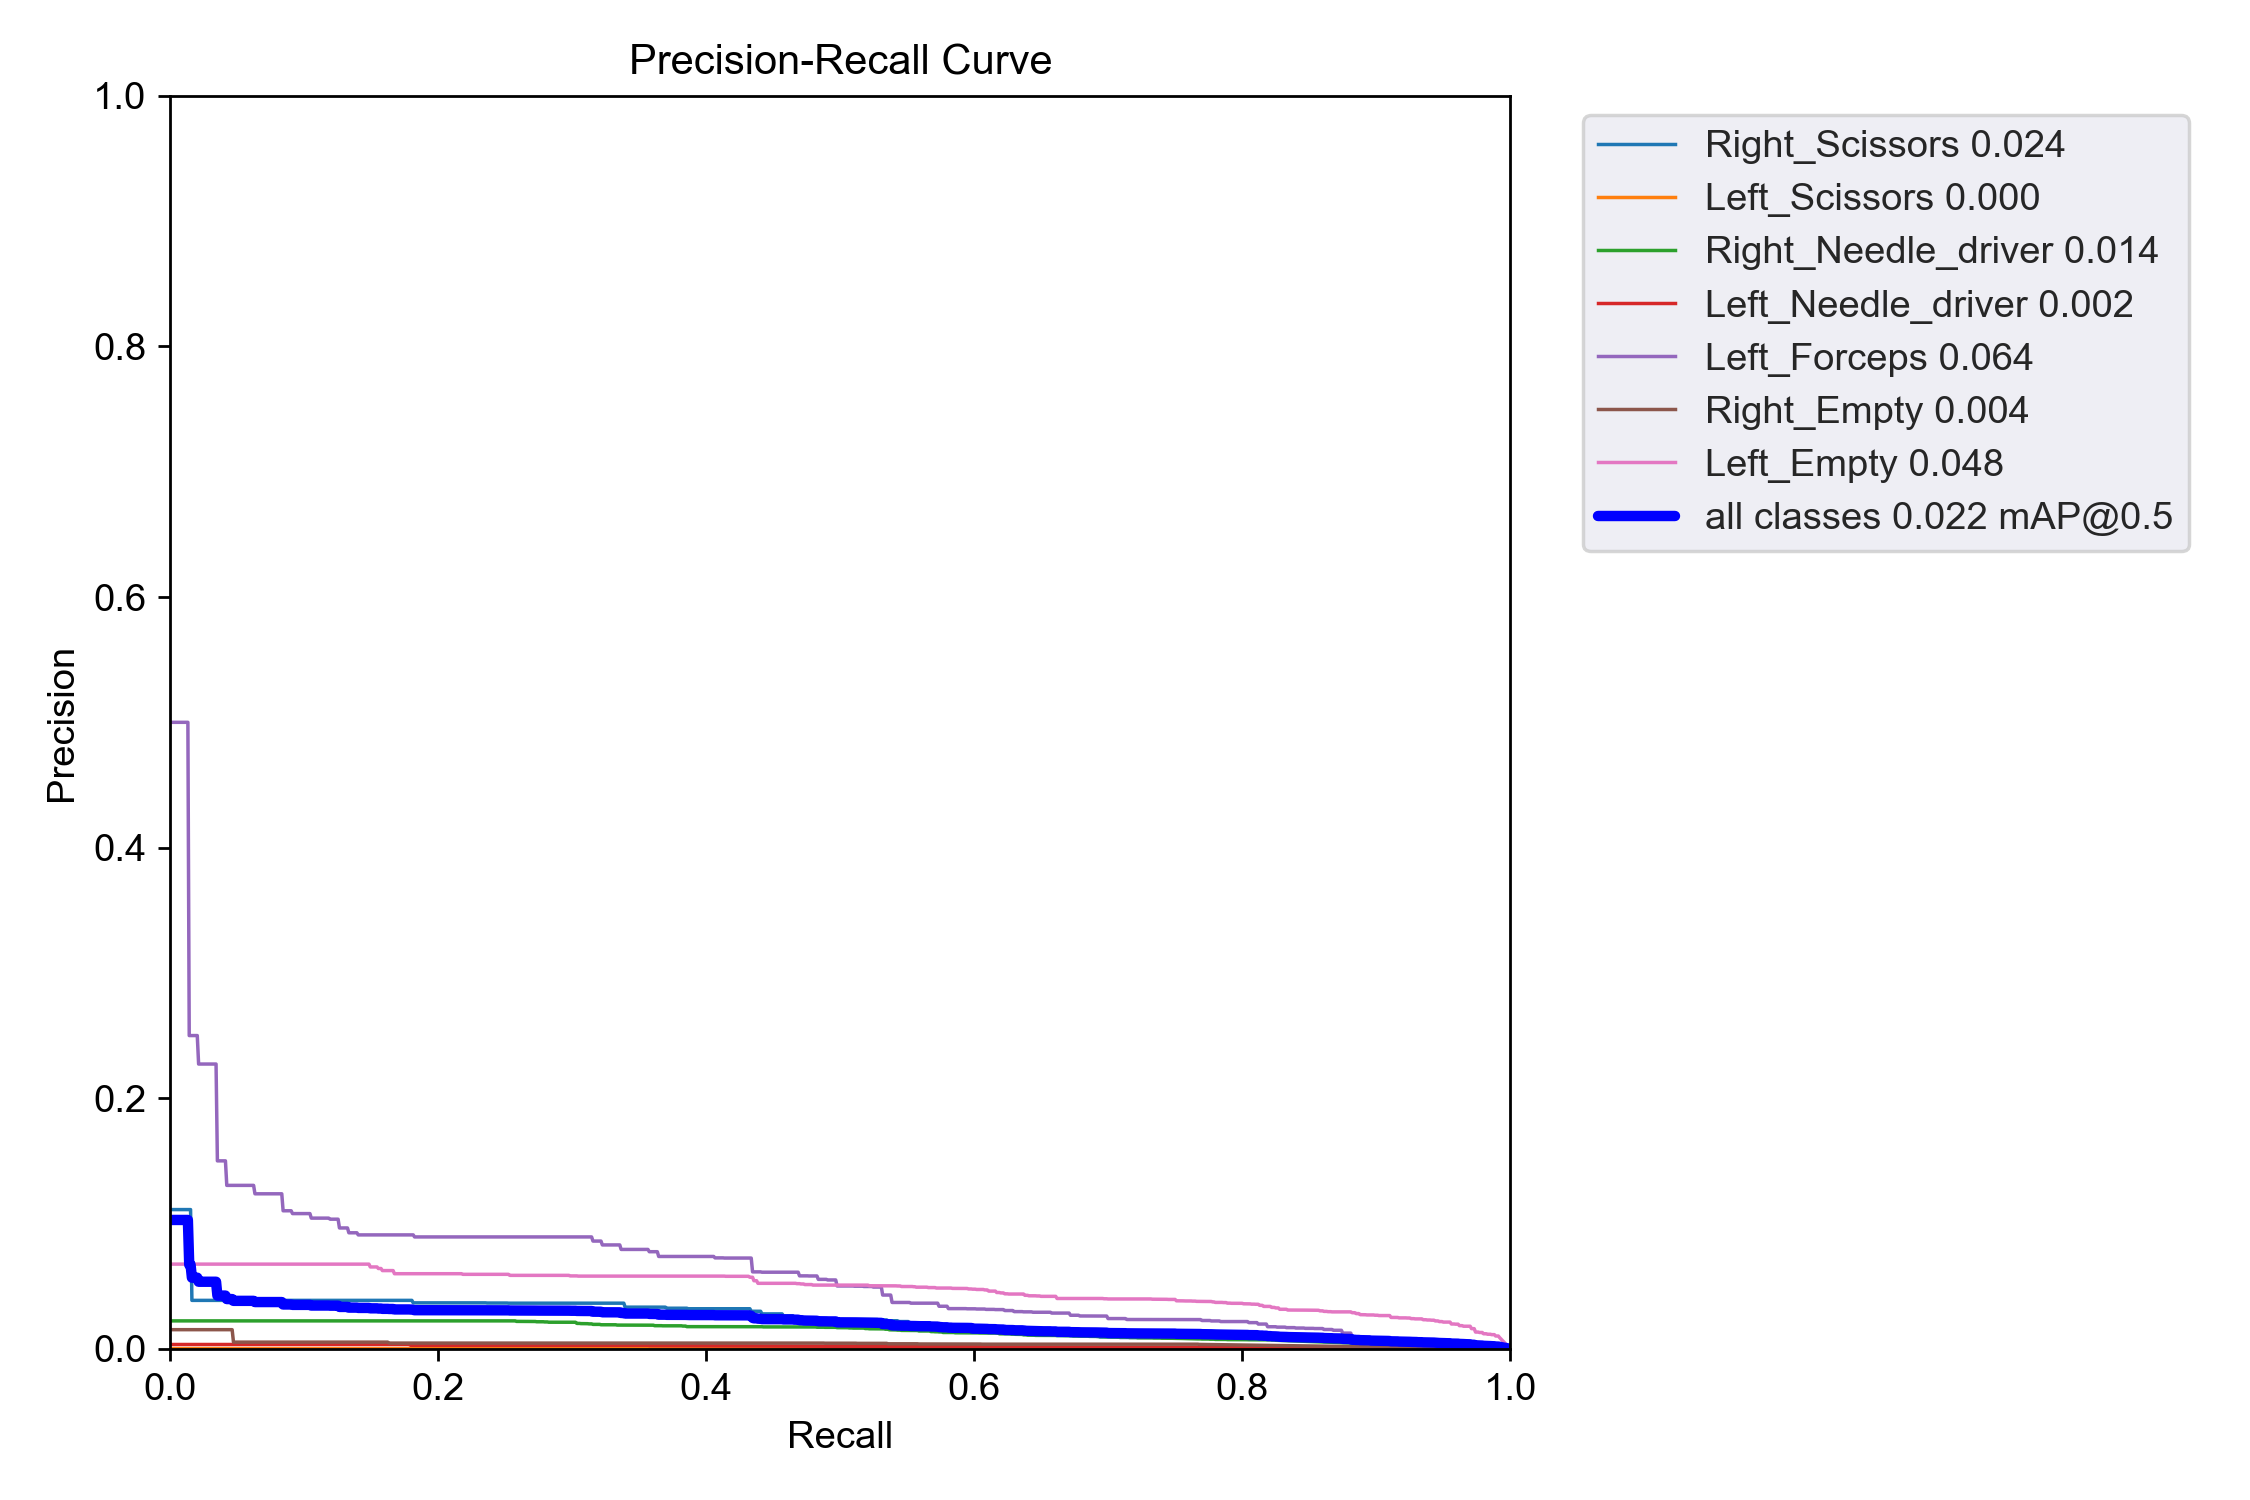 Precision-Recall Curve
1.0
0.8
0.6
0.4
0.2
0.0
Precision
0.0 0.2 0.4 0.6 0.8 1.0
Recall
Right_Scissors 0.024
Left_Scissors 0.000
Right_Needle_driver 0.014
Left_Needle_driver 0.002
Left_Forceps 0.064
Right_Empty 0.004
Left_Empty 0.048
all classes 0.022 mAP@0.5